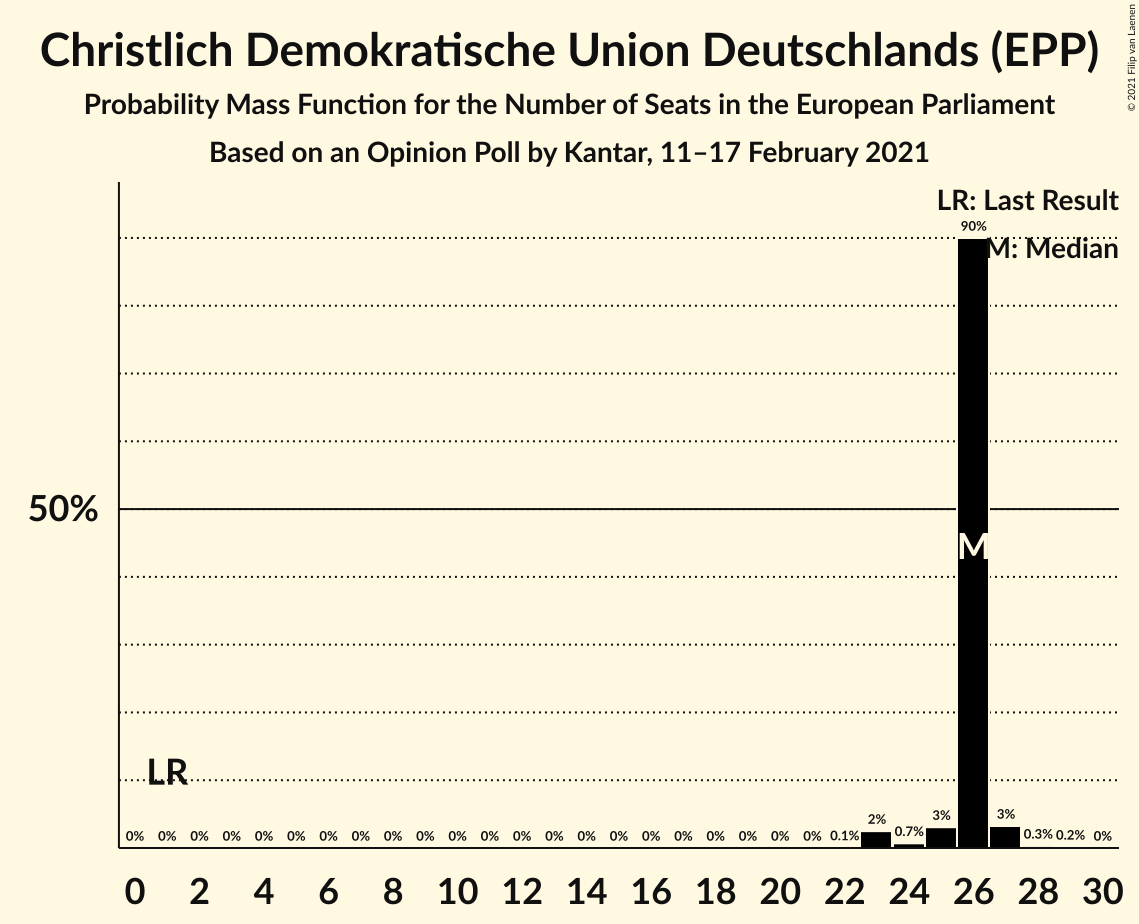 Christlich Demokratische Union Deutschlands (EPP)
Probability Mass Function for the Number of Seats in the European Parliament
Based on an Opinion Poll by Kantar, 11–17 February 2021
© 2021 Filip van Laenen
LR: Last Result
M: Median
90%
50%
M
LR
0% 0% 0% 0% 0% 0% 0% 0% 0% 0% 0% 0% 0% 0% 0% 0% 0% 0% 0% 0% 0% 0% 0.1% 2% 0.7% 3% 3% 0.3% 0.2% 0%
0 2 4 6 8 10 12 14 16 18 20 22 24 26 28 30